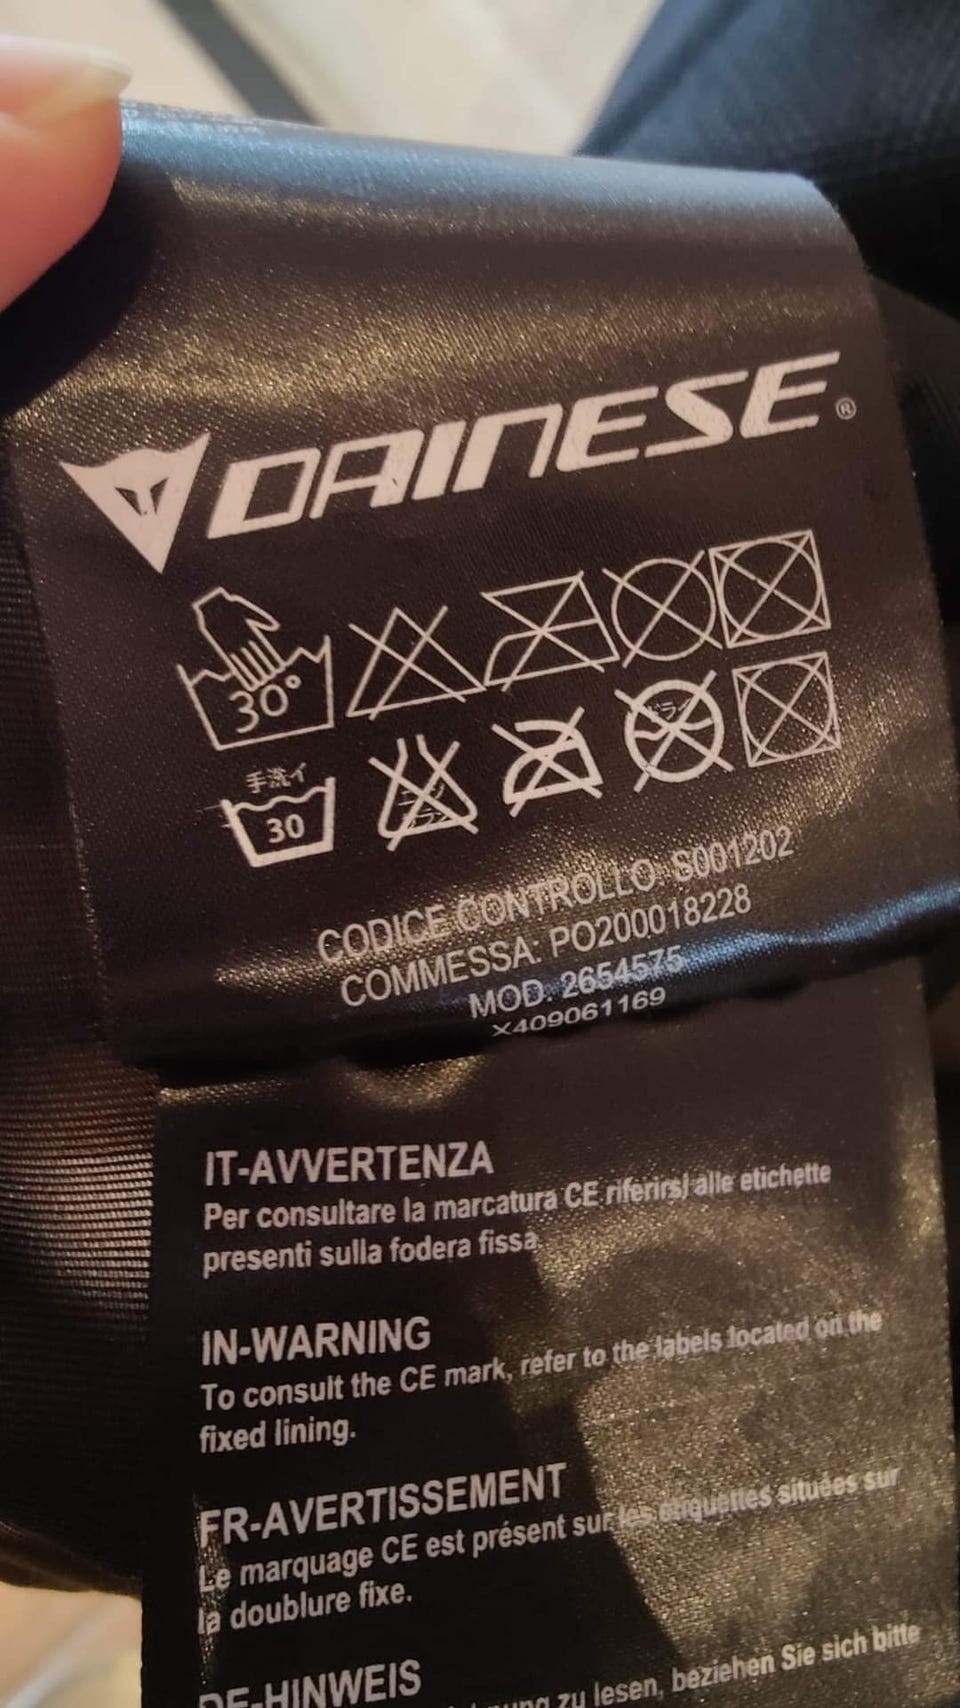 DAINESE®
30°
手洗イ
30
ドライ
CODICE CONTROLLO: S001202
COMMESSA: PO200018228
MOD. 2654575
X409061169
IT-AVVERTENZA
Per consultare la marcatura CE riferirsi alle etichette
presenti sulla fodera fissa
IN-WARNING
To consult the CE mark, refer to the labels located on the
fixed lining.
FR-AVERTISSEMENT
Le marquage CE est présent sur les étiquettes situées sur
la doublure fixe.
DE-HINWEIS
zu lesen, beziehen Sie sich bitte